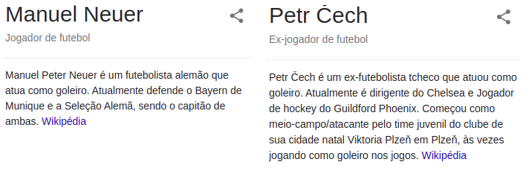 Manuel Neuer
Jogador de futebol
Manuel Peter Neuer é um futebolista alemão que
atua como goleiro. Atualmente defende o Bayern de
Munique e a Seleção Alemã, sendo o capitão de
ambas. Wikipédia
Petr Čech
Ex-jogador de futebol
Petr Čech é um ex-futebolista tcheco que atuou como
goleiro. Atualmente é dirigente do Chelsea e Jogador
de hockey do Guildford Phoenix. Começou como
meio-campo/atacante pelo time juvenil do clube de
sua cidade natal Viktoria Plzeň em Plzeň, às vezes
jogando como goleiro nos jogos. Wikipédia